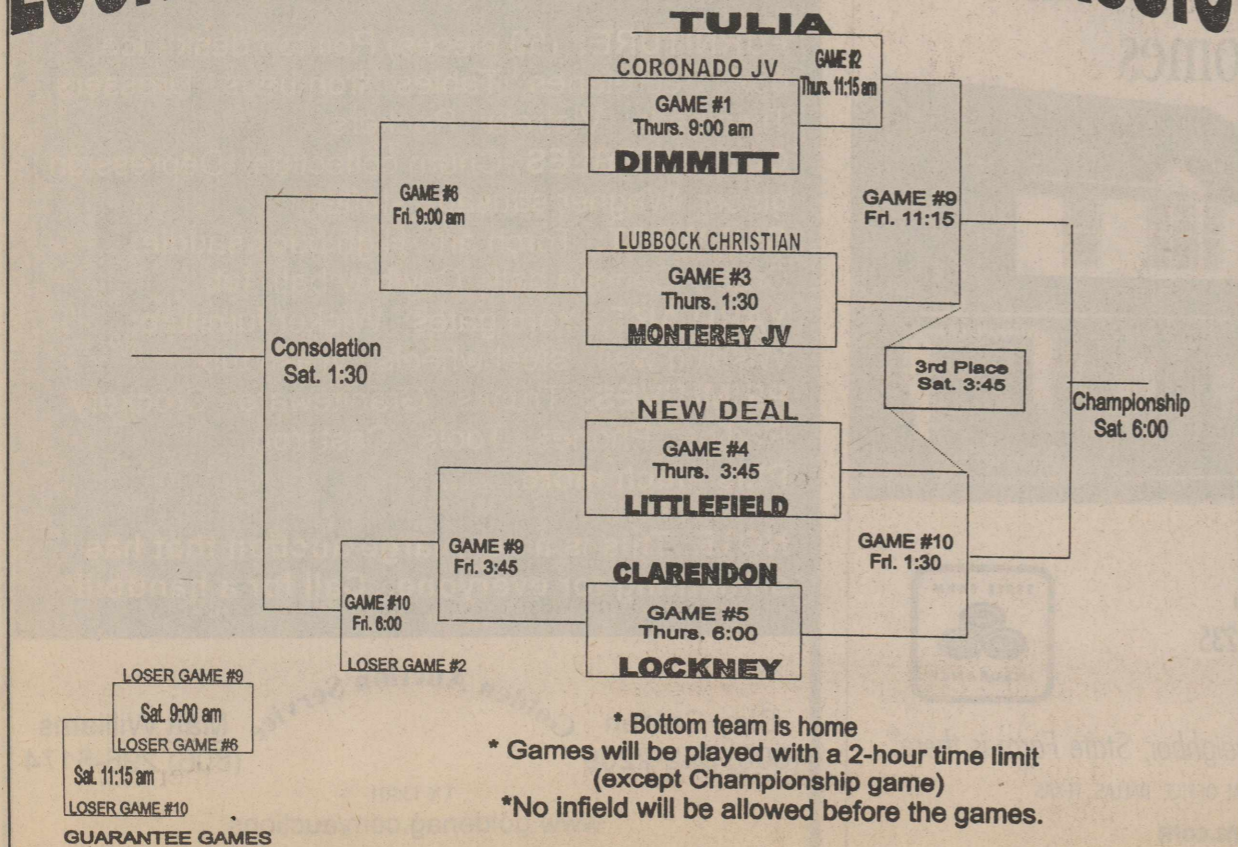 TULIA
GAME #2
Thurs. 11:15 am
CORONADO JV
GAME #1
Thurs. 9:00 am
DIMMITT
GAME #6
Fri. 9:00 am
GAME #9
Fri. 11:15
LUBBOCK CHRISTIAN
GAME #3
Thurs. 1:30
MONTEREY JV
Consolation
Sat. 1:30
3rd Place
Sat. 3:45
Championship
Sat. 6:00
NEW DEAL
GAME #4
Thurs. 3:45
LITTLEFIELD
GAME #9
Fri. 3:45
GAME #10
Fri. 1:30
CLARENDON
GAME #5
Thurs. 6:00
LOCKNEY
GAME #10
Fri. 6:00
LOSER GAME #2
LOSER GAME #9
Sat. 9:00 am
LOSER GAME #6
Sat. 11:15 am
LOSER GAME #10
GUARANTEE GAMES
* Bottom team is home
* Games will be played with a 2-hour time limit
(except Championship game)
*No infield will be allowed before the games.